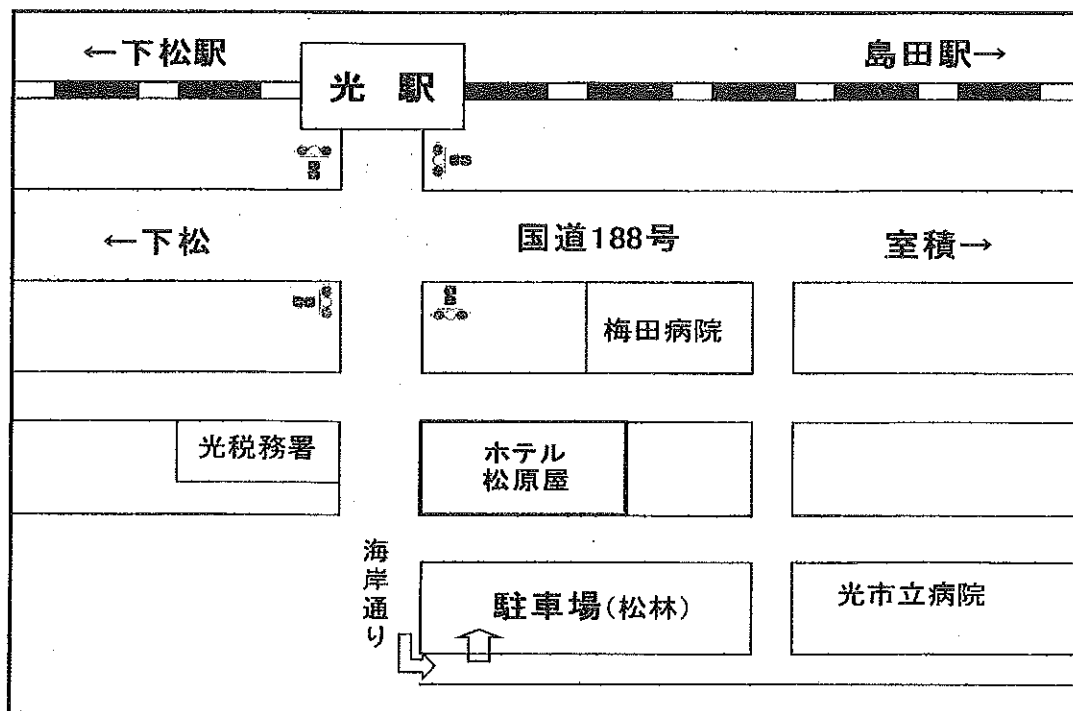 ←下松駅
島田駅→
光 駅
←下松
国道188号
室積→
梅田病院
光税務署
ホテル
松原屋
海岸通り
駐車場(松林)
光市立病院